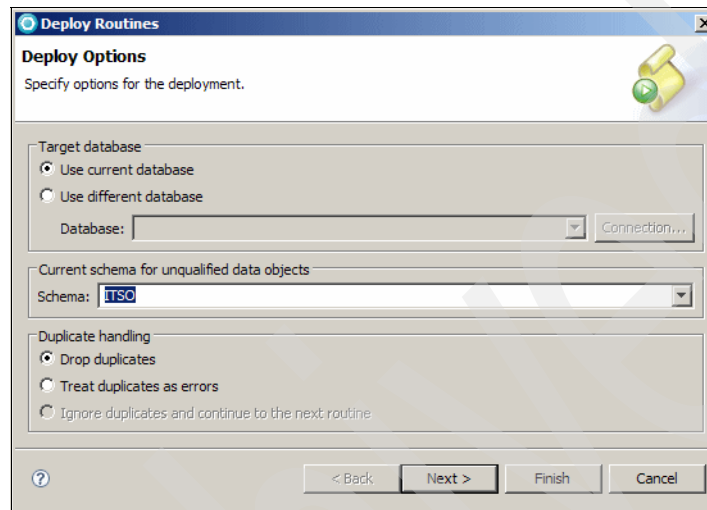 Deploy Routines
Deploy Options
Specify options for the deployment.
Target database
Use current database
Use different database
Database:
Connection...
Current schema for unqualified data objects
Schema: ITSO
Duplicate handling
Drop duplicates
Treat duplicates as errors
Ignore duplicates and continue to the next routine
? < Back Next > Finish Cancel